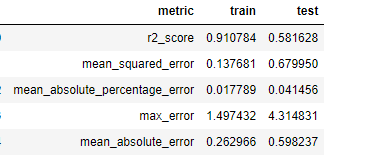 metric train test
r2_score 0.910784 0.581628
mean_squared_error 0.137681 0.679950
mean_absolute_percentage_error 0.017789 0.041456
max_error 1.497432 4.314831
mean_absolute_error 0.262966 0.598237